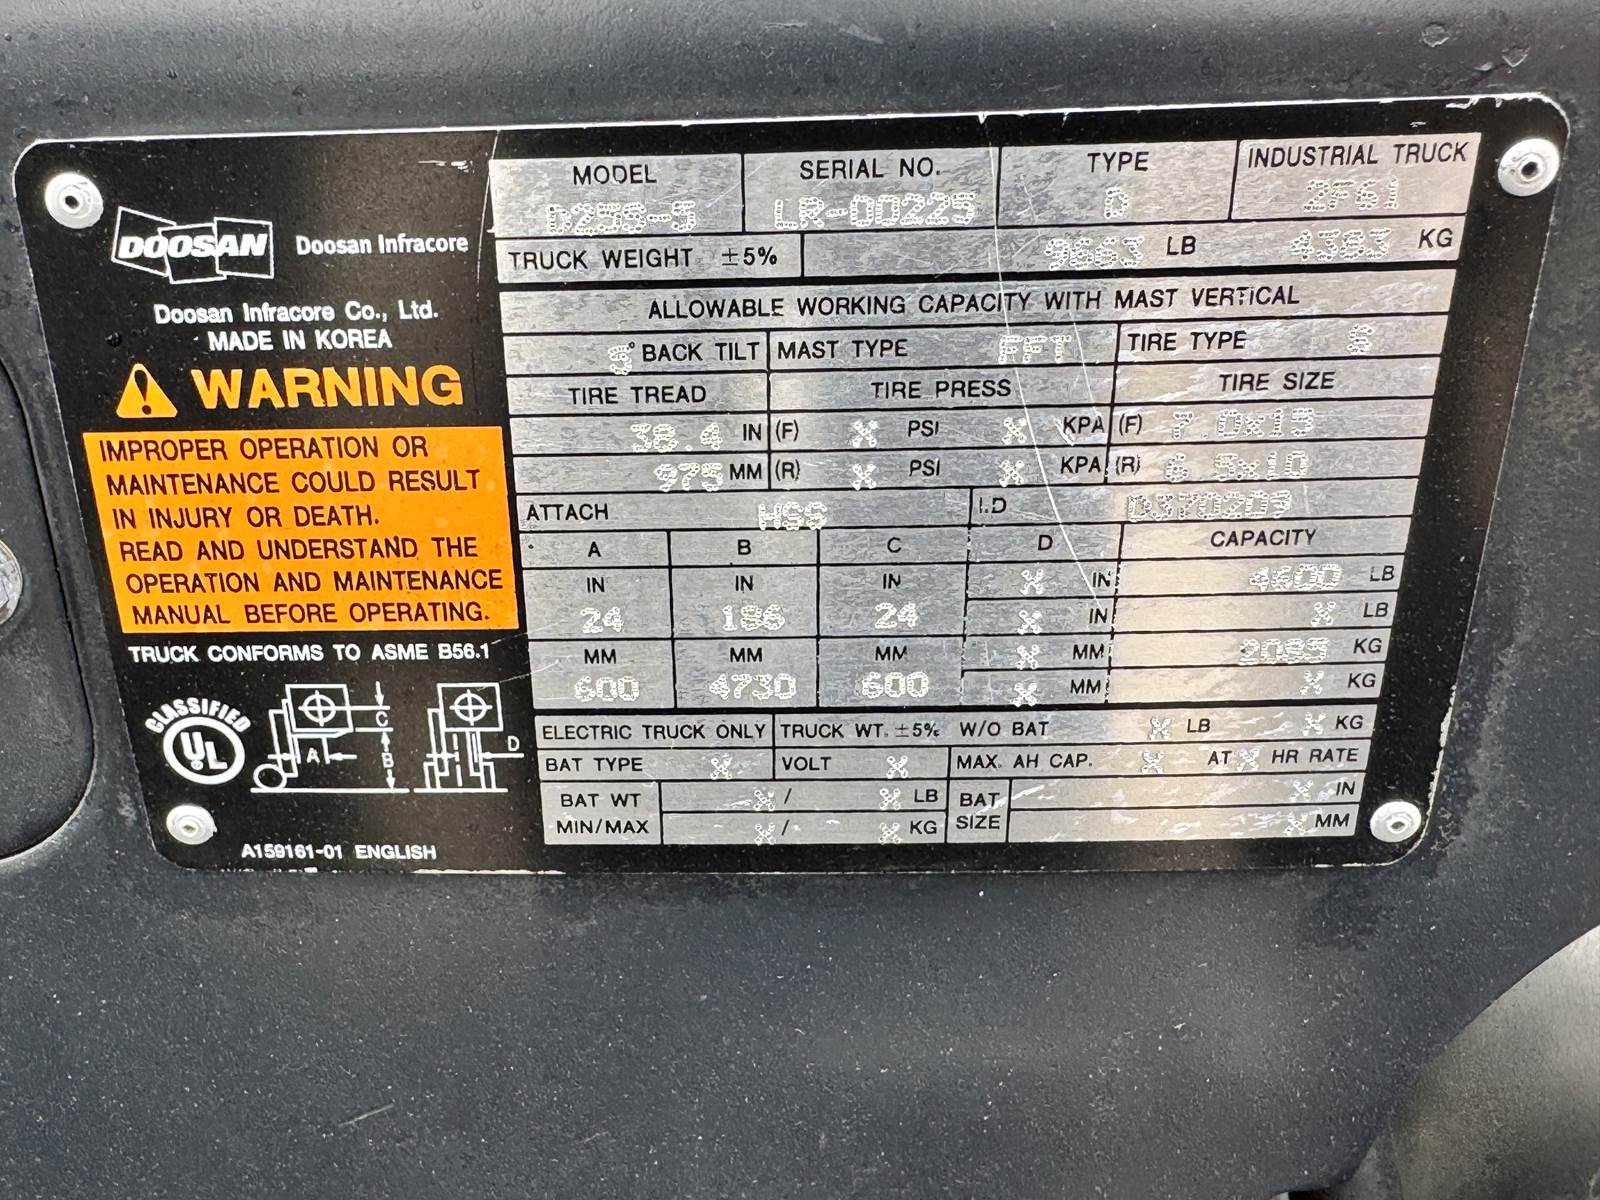 MODEL
SERIAL NO.
TYPE
INDUSTRIAL TRUCK
D25S-5
LR-00225
D
2F61
TRUCK WEIGHT ±5%
9663 LB 4383 KG
DOOSAN
Doosan Infracore
Doosan Infracore Co., Ltd.
MADE IN KOREA
WARNING
IMPROPER OPERATION OR
MAINTENANCE COULD RESULT
IN INJURY OR DEATH.
READ AND UNDERSTAND THE
OPERATION AND MAINTENANCE
MANUAL BEFORE OPERATING.
TRUCK CONFORMS TO ASME B56.1
CLASSIFIED
UL
A
C
B
D
A159161-01 ENGLISH
ALLOWABLE WORKING CAPACITY WITH MAST VERTICAL
° BACK TILT MAST TYPE FFT TIRE TYPE S
TIRE TREAD TIRE PRESS TIRE SIZE
38.4 IN (F) X PSI X KPA (F) 7.0x15
975 MM (R) X PSI X KPA (R) 6.5x10
ATTACH HSS I.D D370209
A B C D CAPACITY
IN IN IN X IN 4600 LB
24 186 24 X IN X LB
MM MM MM X MM 2085 KG
600 4730 600 X MM X KG
ELECTRIC TRUCK ONLY TRUCK WT. ±5% W/O BAT X LB X KG
BAT TYPE X VOLT X MAX. AH CAP. X AT X HR RATE
BAT WT X / X LB BAT X IN
MIN/MAX X / X KG SIZE X MM